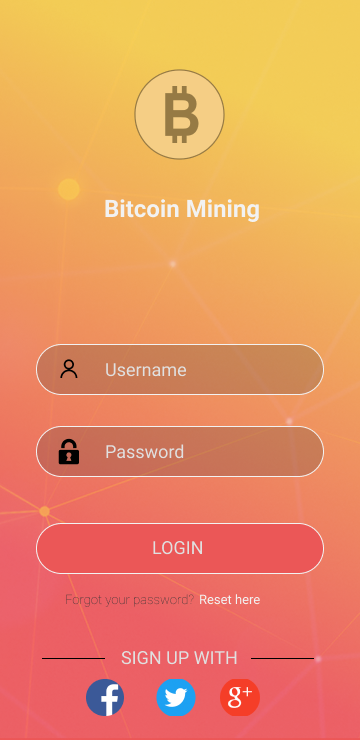 Bitcoin Mining
Username
Password
LOGIN
Forgot your password? Reset here
SIGN UP WITH